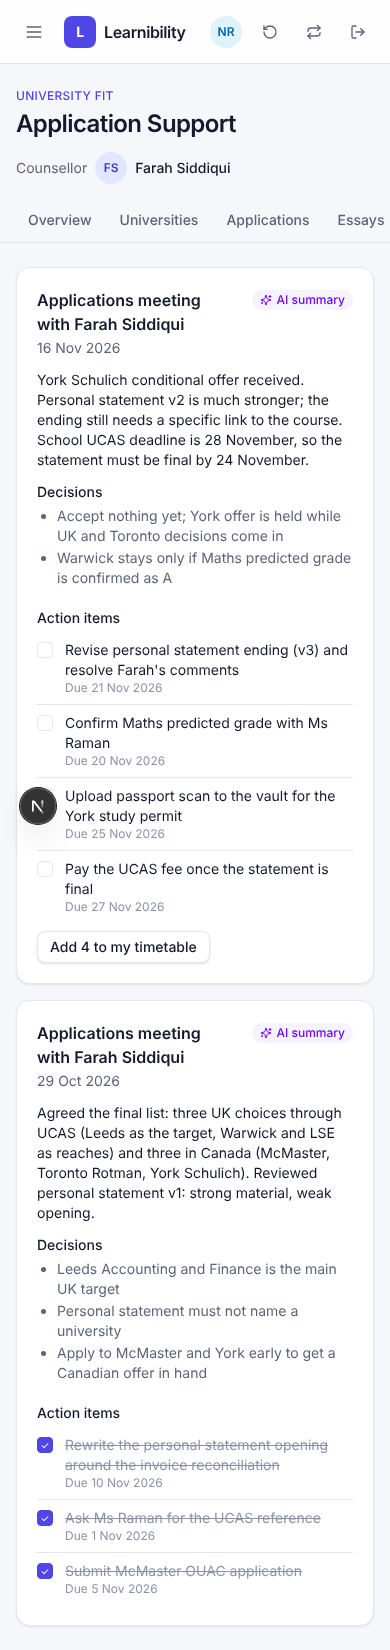 L Learnibility NR
UNIVERSITY FIT
Application Support
Counsellor FS Farah Siddiqui
Overview Universities Applications Essays
Applications meeting
with Farah Siddiqui
AI summary
16 Nov 2026
York Schulich conditional offer received.
Personal statement v2 is much stronger; the
ending still needs a specific link to the course.
School UCAS deadline is 28 November, so the
statement must be final by 24 November.
Decisions
Accept nothing yet; York offer is held while
UK and Toronto decisions come in
Warwick stays only if Maths predicted grade
is confirmed as A
Action items
Revise personal statement ending (v3) and
resolve Farah's comments
Due 21 Nov 2026
Confirm Maths predicted grade with Ms
Raman
Due 20 Nov 2026
N
Upload passport scan to the vault for the
York study permit
Due 25 Nov 2026
Pay the UCAS fee once the statement is
final
Due 27 Nov 2026
Add 4 to my timetable
Applications meeting
with Farah Siddiqui
AI summary
29 Oct 2026
Agreed the final list: three UK choices through
UCAS (Leeds as the target, Warwick and LSE
as reaches) and three in Canada (McMaster,
Toronto Rotman, York Schulich). Reviewed
personal statement v1: strong material, weak
opening.
Decisions
Leeds Accounting and Finance is the main
UK target
Personal statement must not name a
university
Apply to McMaster and York early to get a
Canadian offer in hand
Action items
Rewrite the personal statement opening
around the invoice reconciliation
Due 10 Nov 2026
Ask Ms Raman for the UCAS reference
Due 1 Nov 2026
Submit McMaster OUAC application
Due 5 Nov 2026